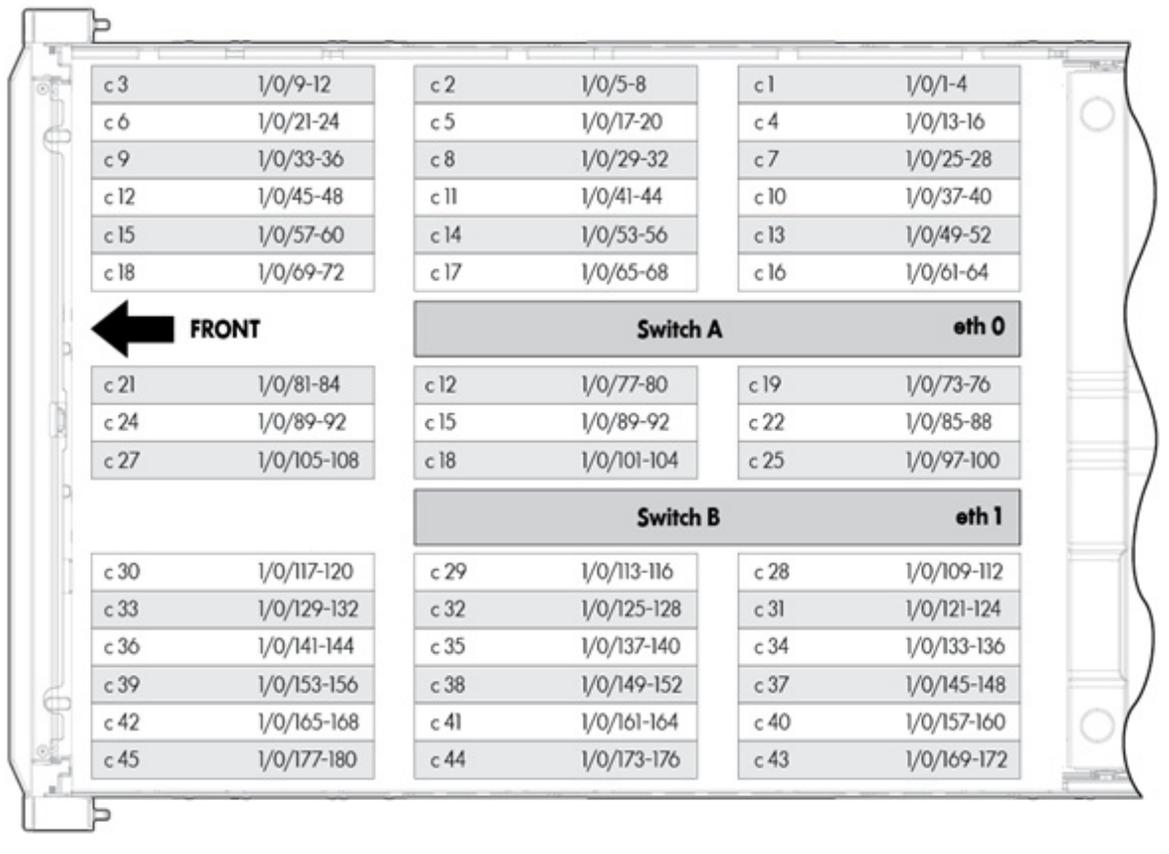 c 3 1/0/9-12 c 2 1/0/5-8 c 1 1/0/1-4
c 6 1/0/21-24 c 5 1/0/17-20 c 4 1/0/13-16
c 9 1/0/33-36 c 8 1/0/29-32 c 7 1/0/25-28
c 12 1/0/45-48 c 11 1/0/41-44 c 10 1/0/37-40
c 15 1/0/57-60 c 14 1/0/53-56 c 13 1/0/49-52
c 18 1/0/69-72 c 17 1/0/65-68 c 16 1/0/61-64
FRONT Switch A eth 0
c 21 1/0/81-84 c 12 1/0/77-80 c 19 1/0/73-76
c 24 1/0/89-92 c 15 1/0/89-92 c 22 1/0/85-88
c 27 1/0/105-108 c 18 1/0/101-104 c 25 1/0/97-100
Switch B eth 1
c 30 1/0/117-120 c 29 1/0/113-116 c 28 1/0/109-112
c 33 1/0/129-132 c 32 1/0/125-128 c 31 1/0/121-124
c 36 1/0/141-144 c 35 1/0/137-140 c 34 1/0/133-136
c 39 1/0/153-156 c 38 1/0/149-152 c 37 1/0/145-148
c 42 1/0/165-168 c 41 1/0/161-164 c 40 1/0/157-160
c 45 1/0/177-180 c 44 1/0/173-176 c 43 1/0/169-172